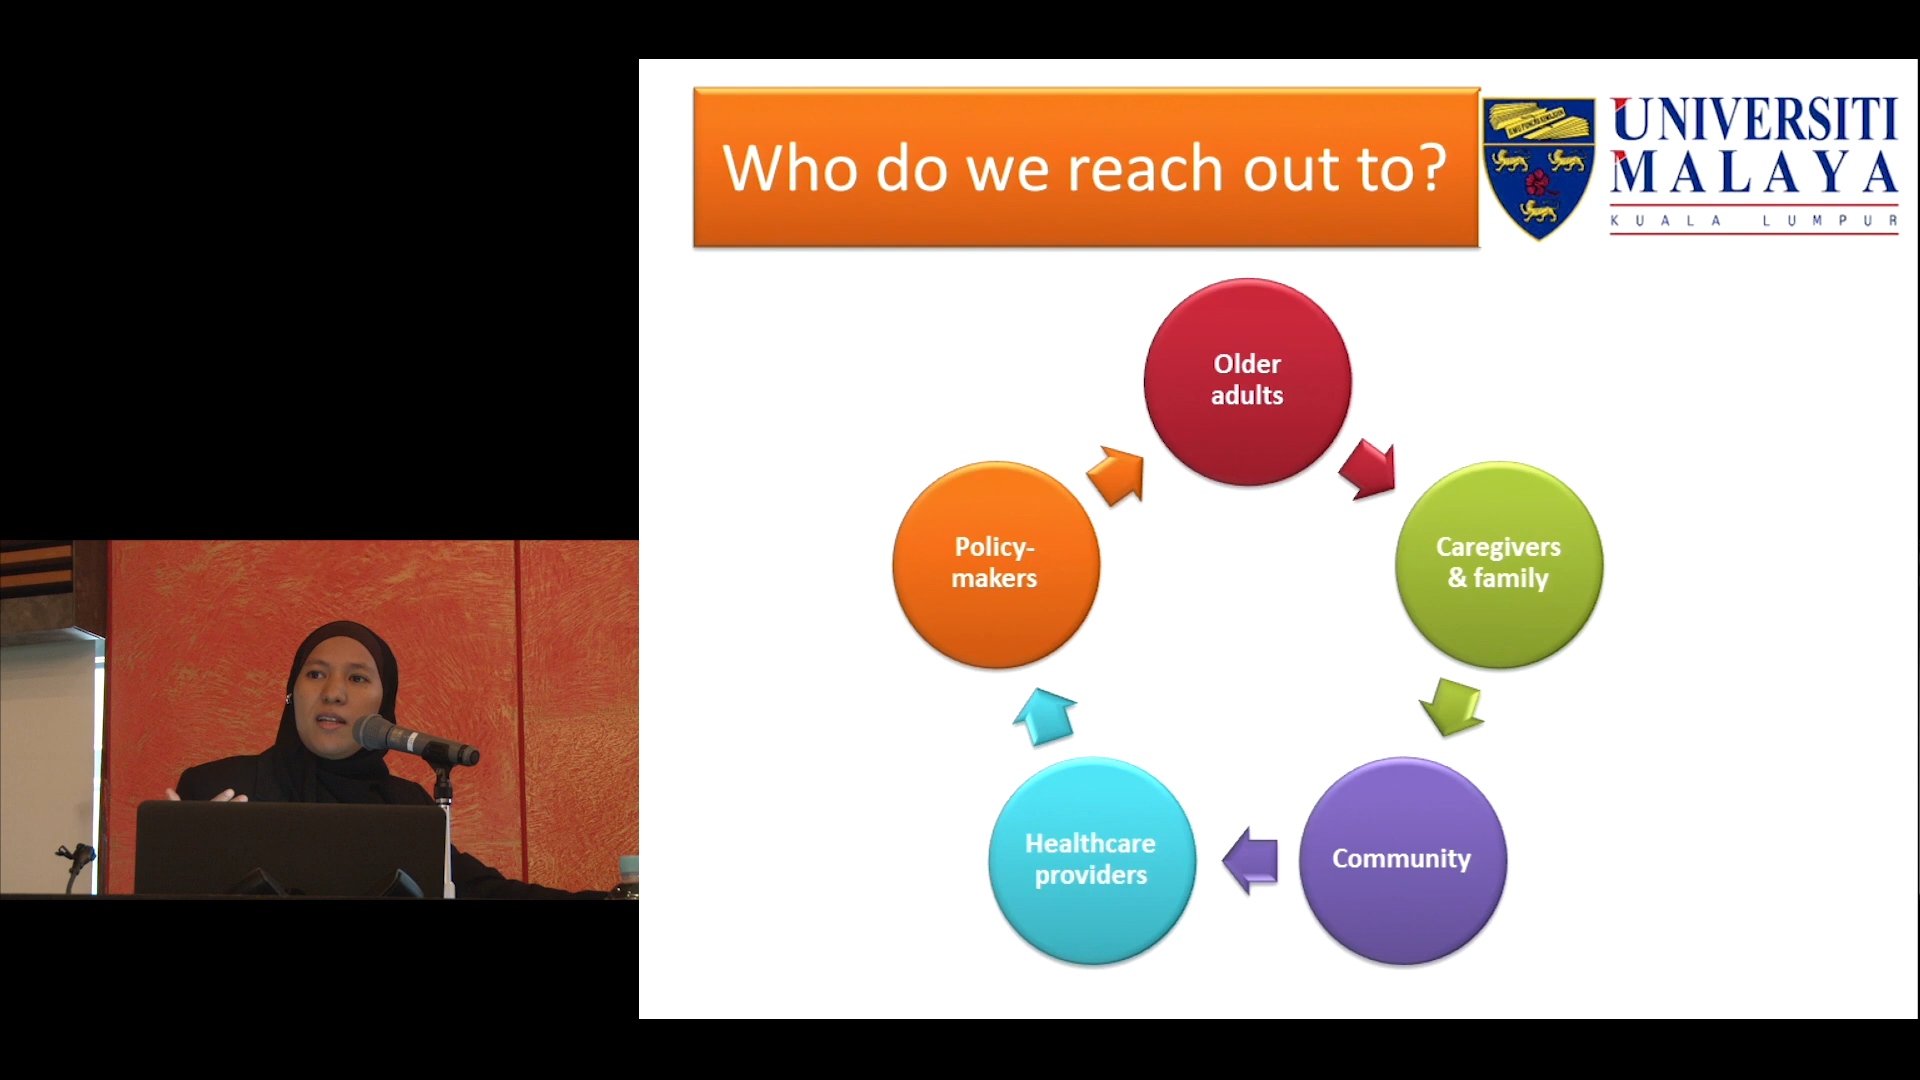 Who do we reach out to?
UNIVERSITI
MALAYA
KUALA LUMPUR
Older
adults
Caregivers
& family
Community
Healthcare
providers
Policy-
makers